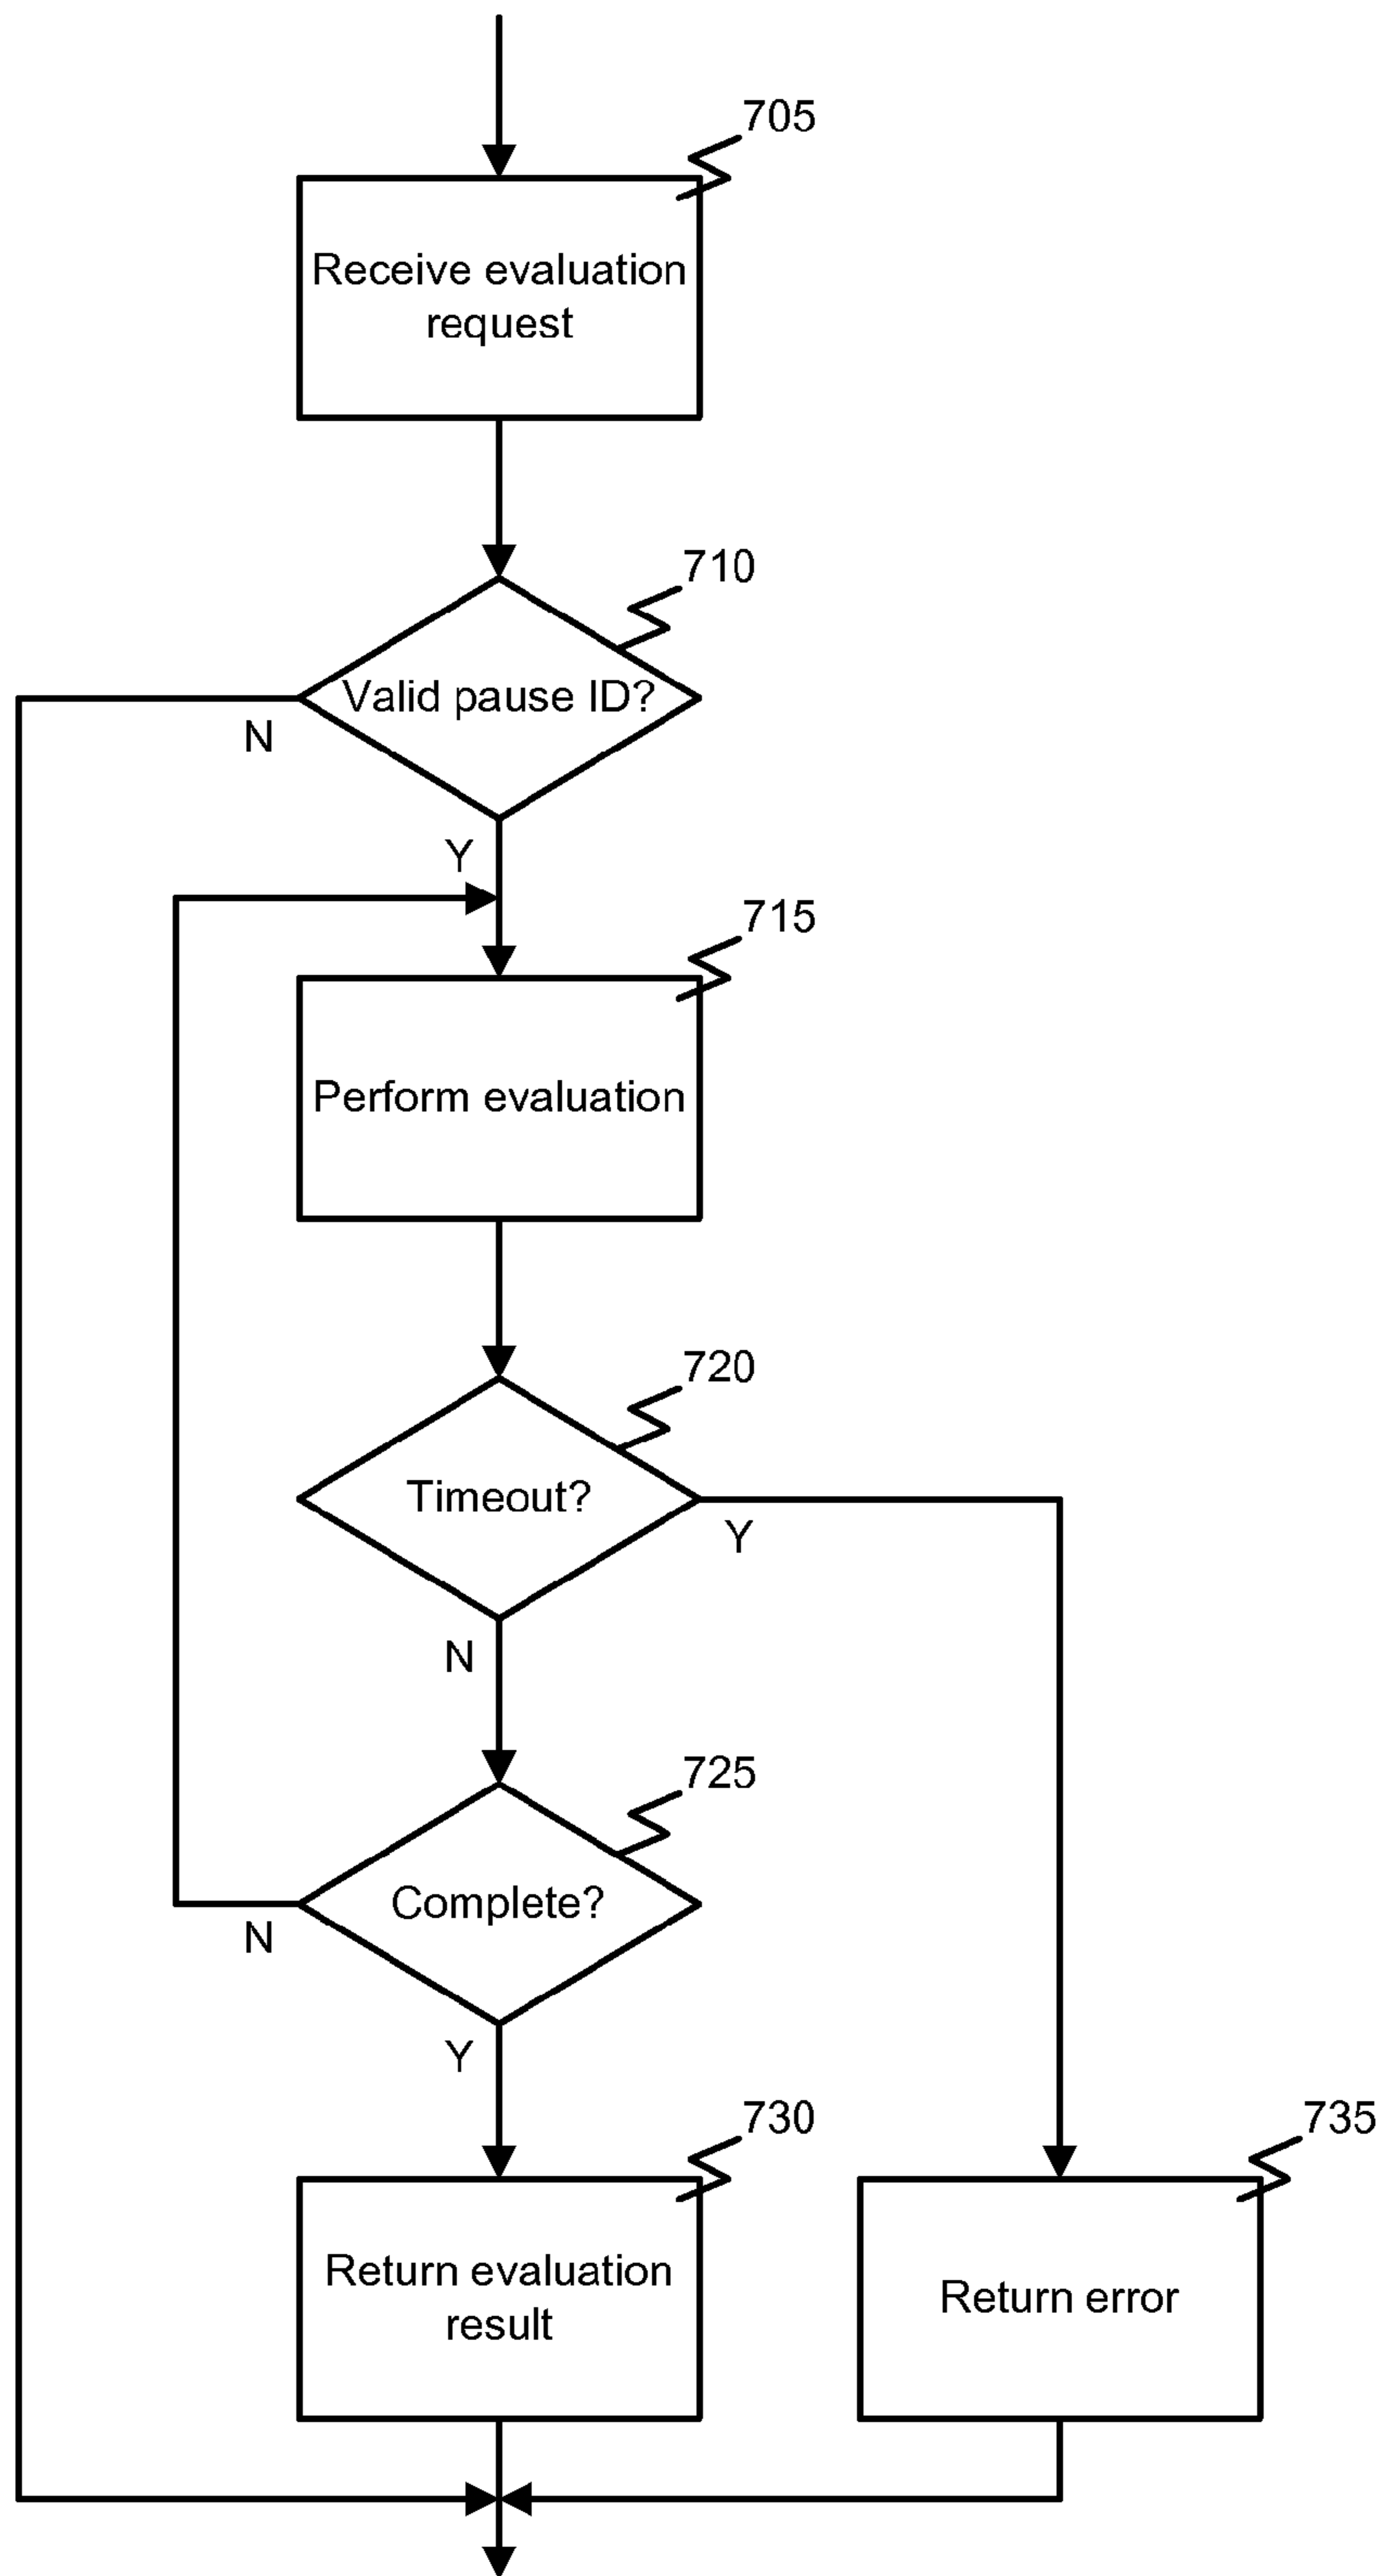 705
Receive evaluation
request
710
Valid pause ID?
N
Y
715
Perform evaluation
720
Timeout?
Y
N
725
Complete?
N
Y
730
735
Return evaluation
result
Return error